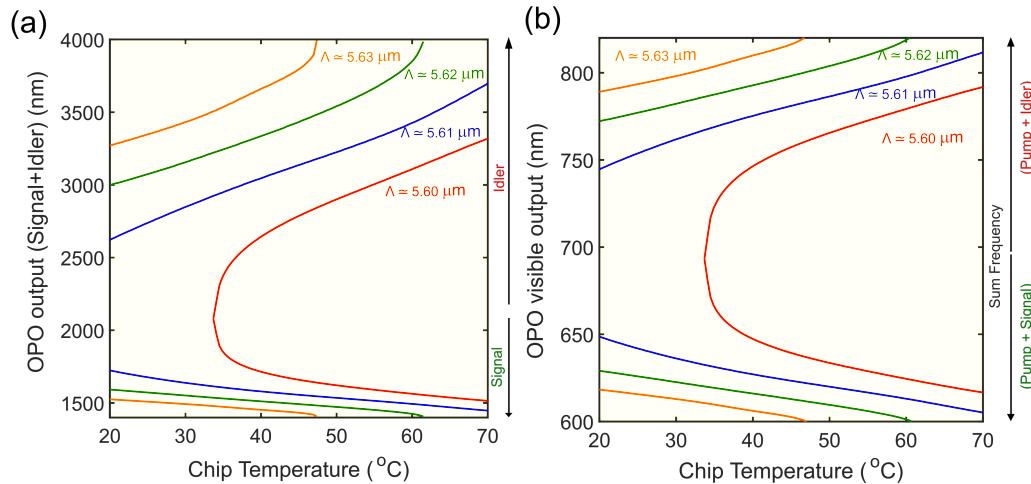 (a)
OPO output (Signal+Idler) (nm)
4000
3500
3000
2500
2000
1500
20 30 40 50 60 70
Chip Temperature (°C)
Λ ≃ 5.63 μm
Λ ≃ 5.62 μm
Λ ≃ 5.61 μm
Λ ≃ 5.60 μm
Idler
Signal
(b)
OPO visible output (nm)
800
750
700
650
600
20 30 40 50 60 70
Chip Temperature (°C)
Λ ≃ 5.63 μm
Λ ≃ 5.62 μm
Λ ≃ 5.61 μm
Λ ≃ 5.60 μm
Sum Frequency
(Pump + Idler)
(Pump + Signal)